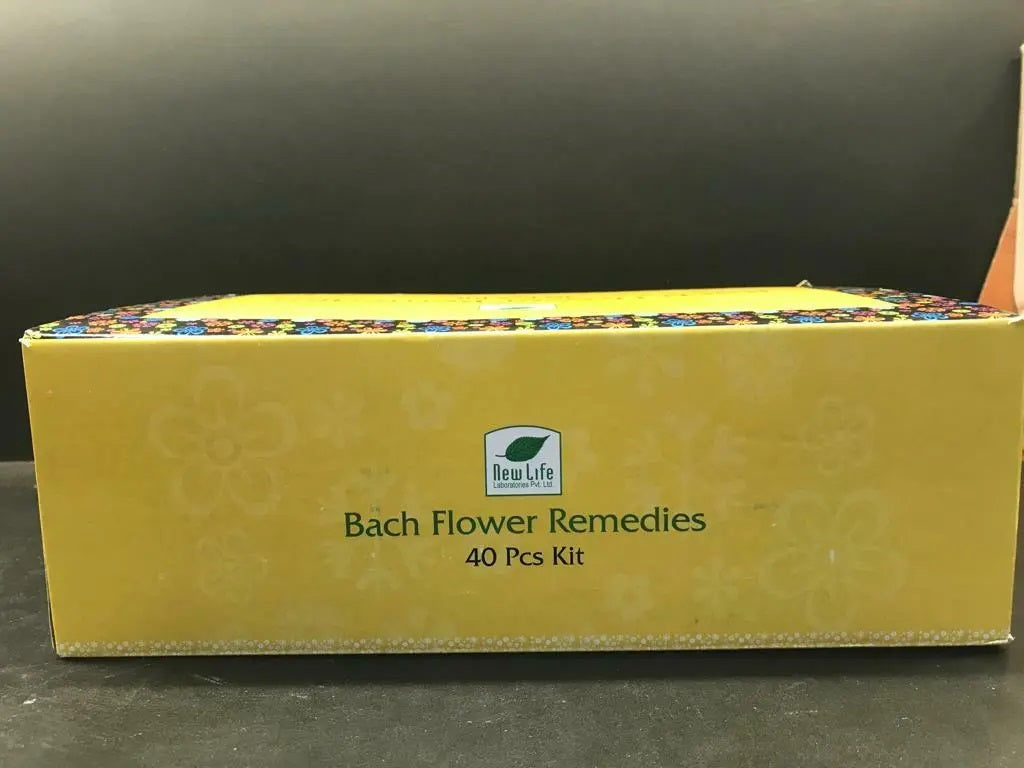 New Life
Laboratories Pvt. Ltd.
Bach Flower Remedies
40 Pcs Kit